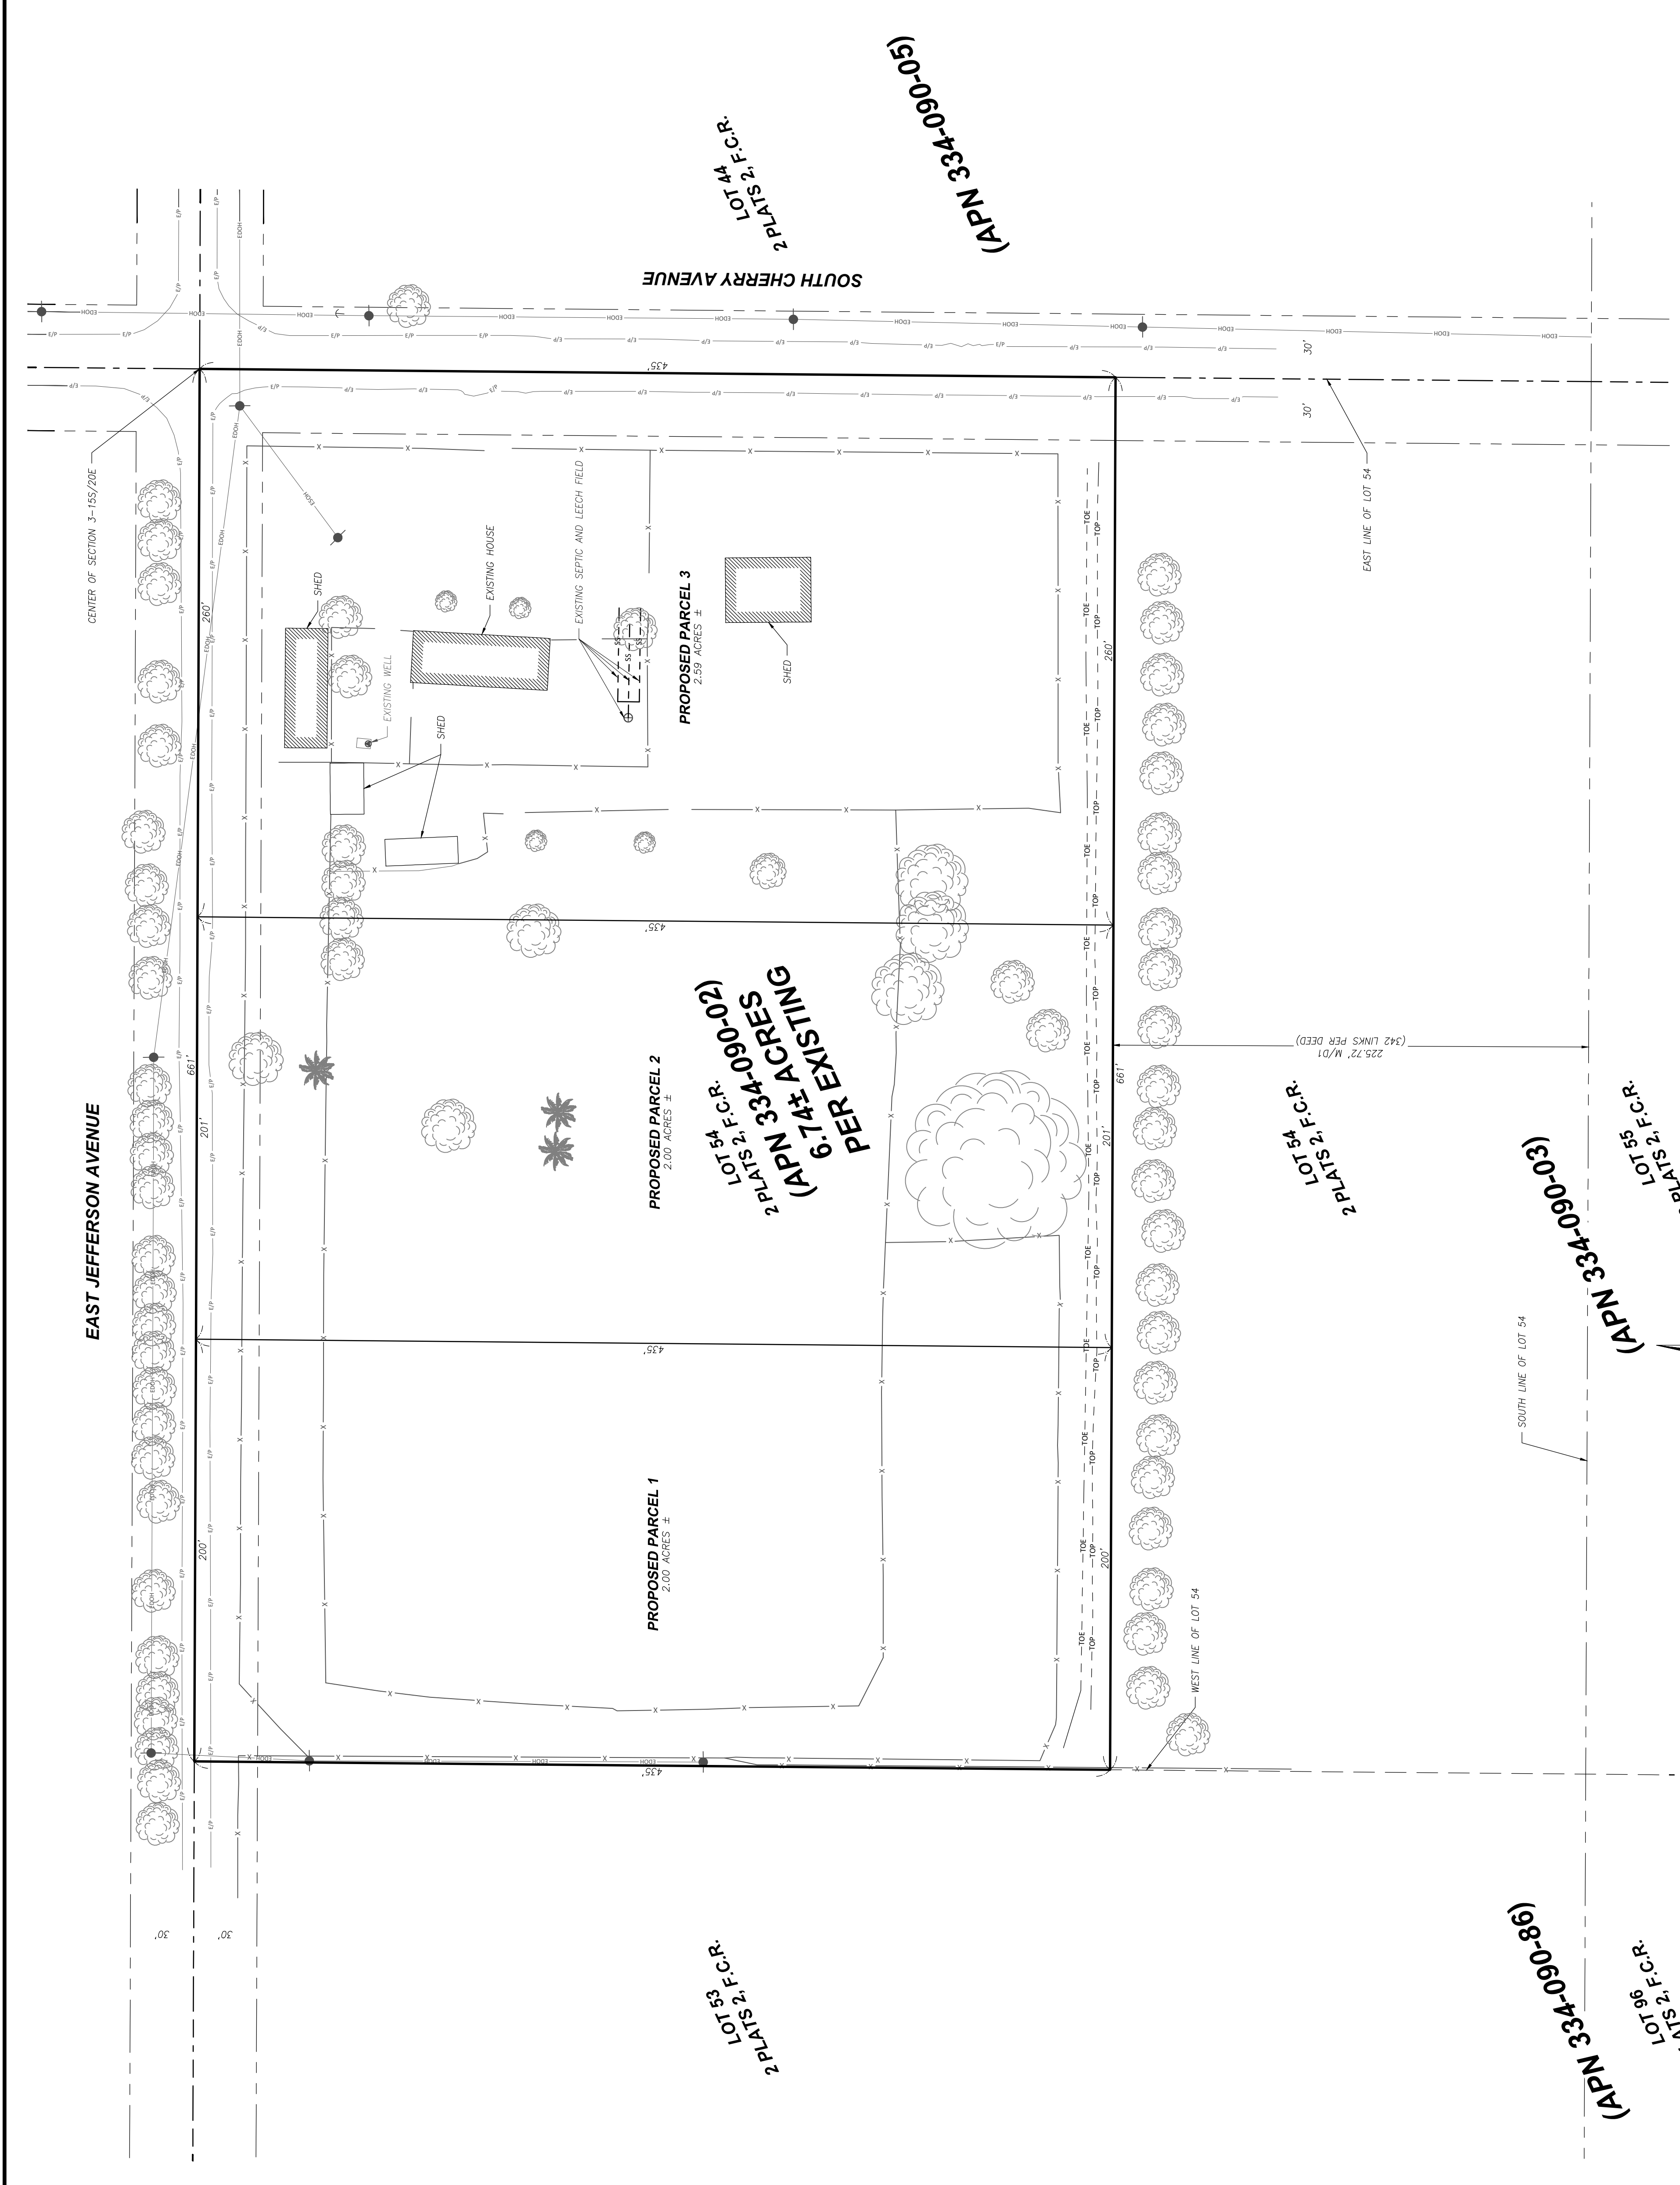 EAST JEFFERSON AVENUE
SOUTH CHERRY AVENUE
CENTER OF SECTION 3-15S/20E
LOT 44
2 PLATS 2, F.C.R.
(APN 334-090-05)
30'
30'
30'
30'
EAST LINE OF LOT 54
SHED
EXISTING HOUSE
EXISTING SEPTIC AND LEECH FIELD
EXISTING WELL
SHED
SHED
PROPOSED PARCEL 3
2.59 ACRES ±
PROPOSED PARCEL 2
2.00 ACRES ±
PROPOSED PARCEL 1
2.00 ACRES ±
LOT 54
2 PLATS 2, F.C.R.
(APN 334-090-02)
6.74± ACRES
PER EXISTING
435'
435'
435'
435'
260'
661'
201'
200'
260'
661'
201'
200'
225.72' M/D1
(342 LINKS PER DEED)
LOT 54
2 PLATS 2, F.C.R.
(APN 334-090-03)
LOT 55
SOUTH LINE OF LOT 54
WEST LINE OF LOT 54
LOT 53
2 PLATS 2, F.C.R.
(APN 334-090-86)
LOT 96
E/P
EDOH
ESOH
SS
TOE
TOP
X